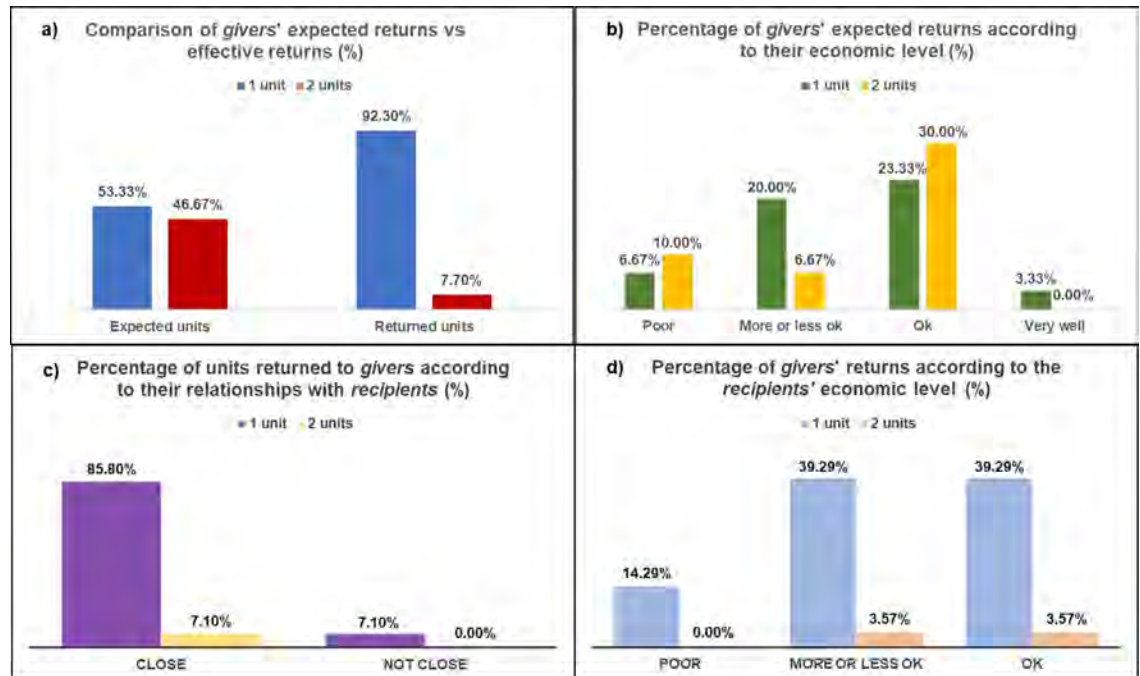 a) Comparison of givers' expected returns vs
effective returns (%)
1 unit 2 units
92.30%
53.33%
46.67%
7.70%
Expected units Returned units
b) Percentage of givers' expected returns according
to their economic level (%)
1 unit 2 units
30.00%
23.33%
20.00%
10.00%
6.67% 6.67%
3.33%
0.00%
Poor More or less ok Ok Very well
c) Percentage of units returned to givers according
to their relationships with recipients (%)
1 unit 2 units
85.80%
7.10% 7.10%
0.00%
CLOSE NOT CLOSE
d) Percentage of givers' returns according to the
recipients' economic level (%)
1 unit 2 units
39.29% 39.29%
14.29%
3.57% 3.57%
0.00%
POOR MORE OR LESS OK OK